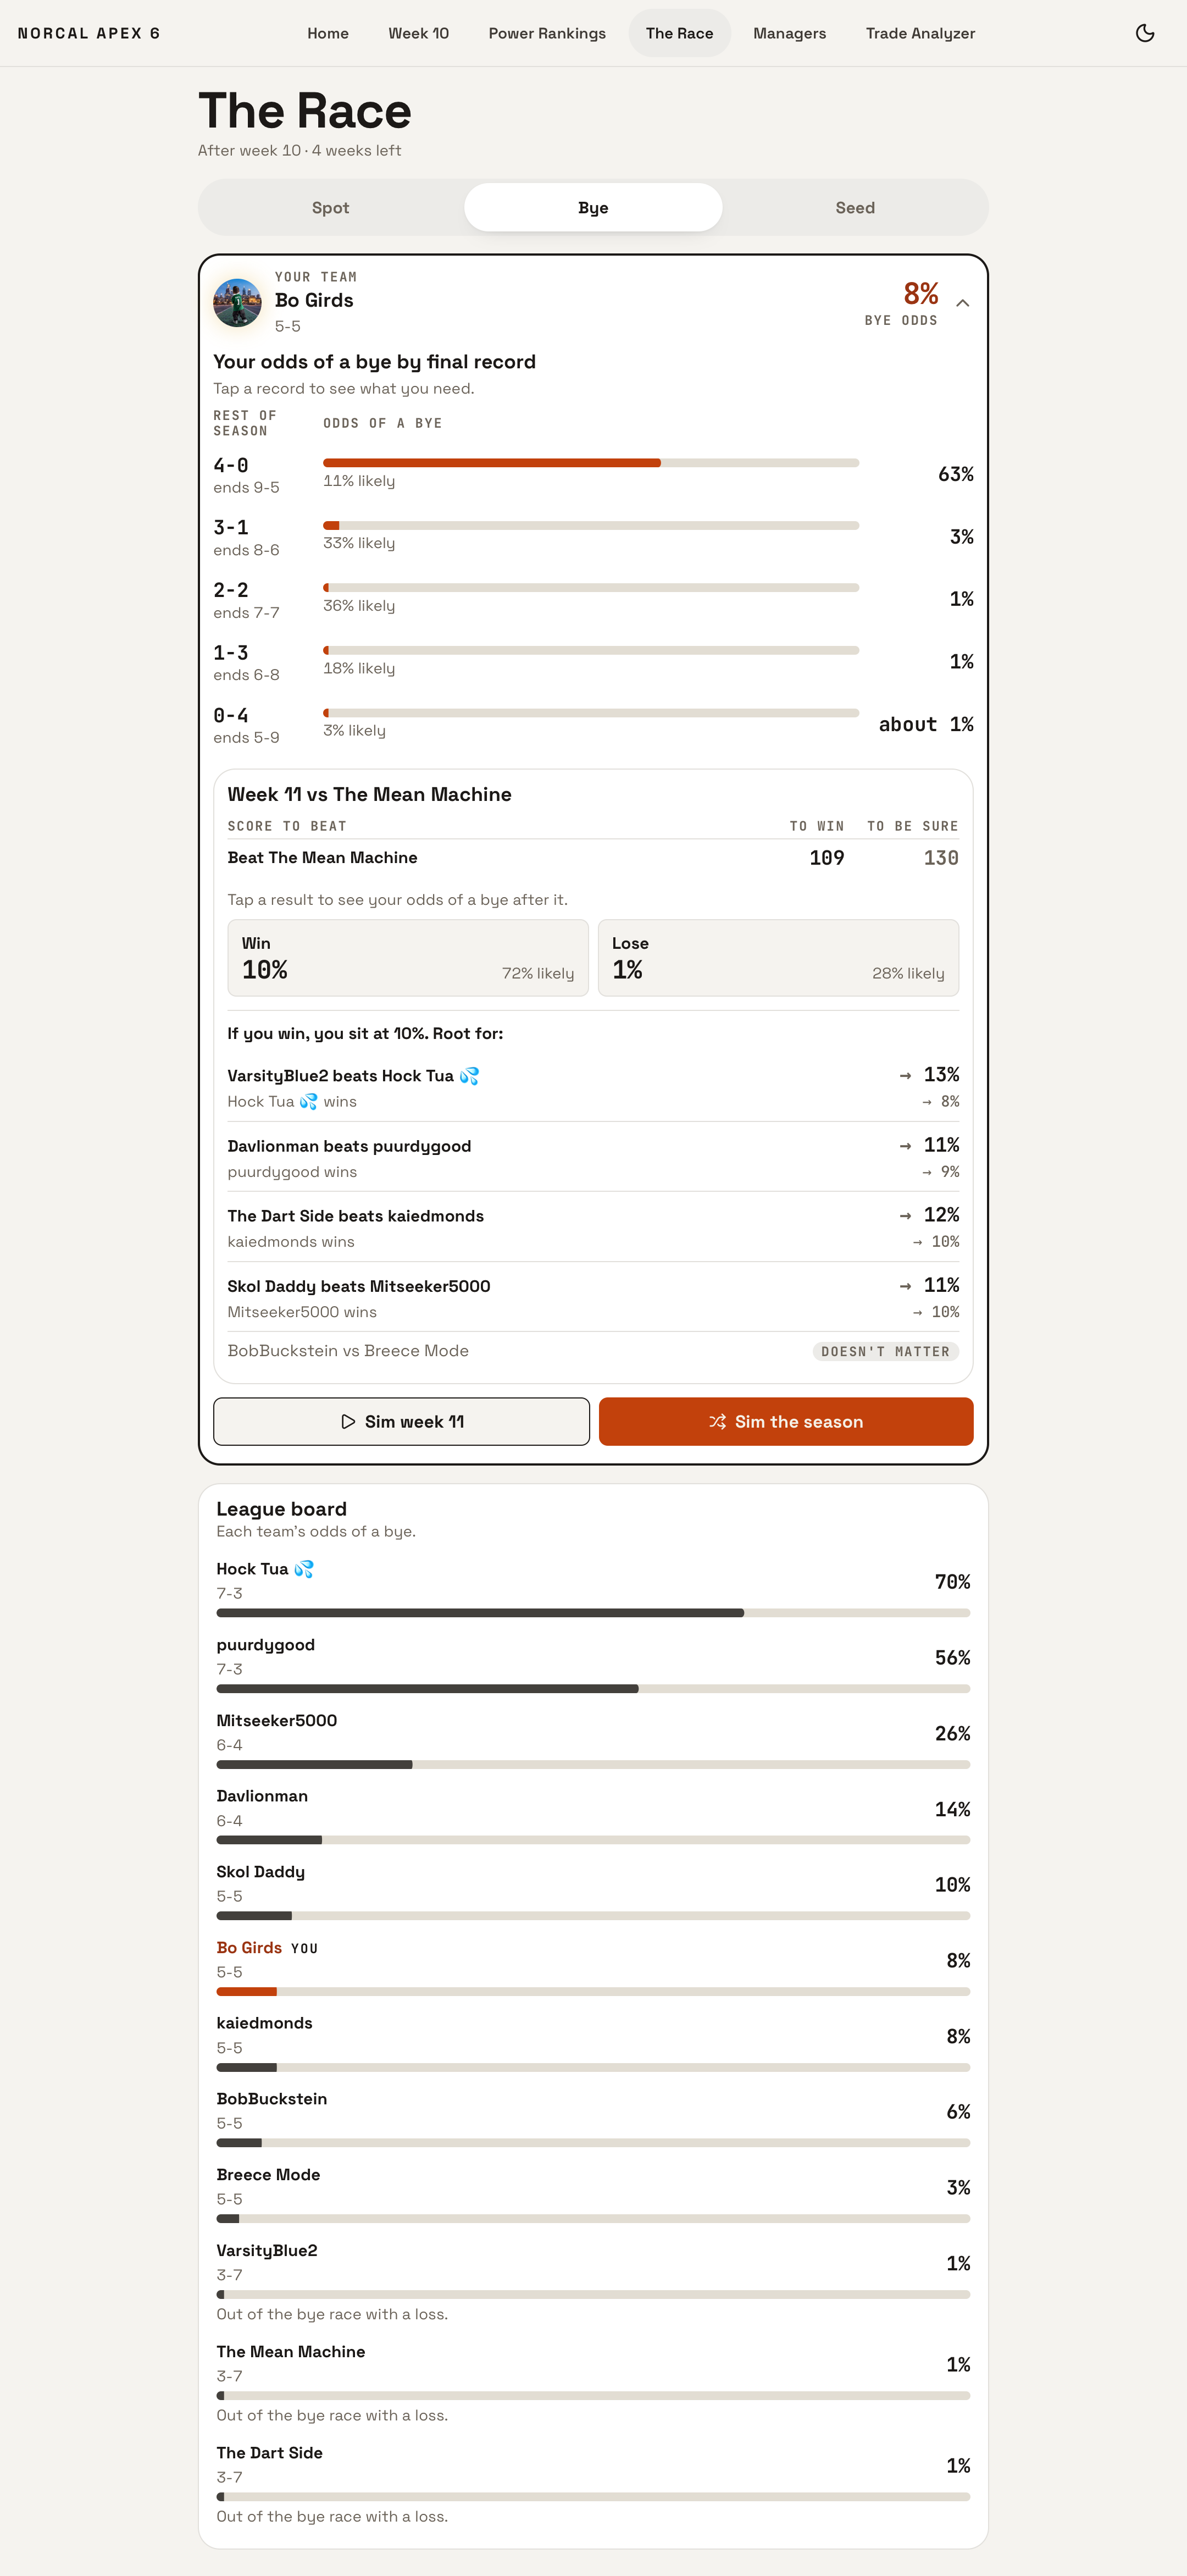 NORCAL APEX 6
Home
Week 10
Power Rankings
The Race
Managers
Trade Analyzer
The Race
After week 10 · 4 weeks left
Spot
Bye
Seed
YOUR TEAM
Bo Girds
5-5
8%
BYE ODDS
Your odds of a bye by final record
Tap a record to see what you need.
REST OF
SEASON
ODDS OF A BYE
4-0
ends 9-5
11% likely
63%
3-1
ends 8-6
33% likely
3%
2-2
ends 7-7
36% likely
1%
1-3
ends 6-8
18% likely
1%
0-4
ends 5-9
3% likely
about 1%
Week 11 vs The Mean Machine
SCORE TO BEAT
TO WIN
TO BE SURE
Beat The Mean Machine
109
130
Tap a result to see your odds of a bye after it.
Win
10%
72% likely
Lose
1%
28% likely
If you win, you sit at 10%. Root for:
VarsityBlue2 beats Hock Tua 💦
→ 13%
Hock Tua 💦 wins
→ 8%
Davlionman beats puurdygood
→ 11%
puurdygood wins
→ 9%
The Dart Side beats kaiedmonds
→ 12%
kaiedmonds wins
→ 10%
Skol Daddy beats Mitseeker5000
→ 11%
Mitseeker5000 wins
→ 10%
BobBuckstein vs Breece Mode
DOESN'T MATTER
Sim week 11
Sim the season
League board
Each team's odds of a bye.
Hock Tua 💦
7-3
70%
puurdygood
7-3
56%
Mitseeker5000
6-4
26%
Davlionman
6-4
14%
Skol Daddy
5-5
10%
Bo Girds YOU
5-5
8%
kaiedmonds
5-5
8%
BobBuckstein
5-5
6%
Breece Mode
5-5
3%
VarsityBlue2
3-7
1%
Out of the bye race with a loss.
The Mean Machine
3-7
1%
Out of the bye race with a loss.
The Dart Side
3-7
1%
Out of the bye race with a loss.